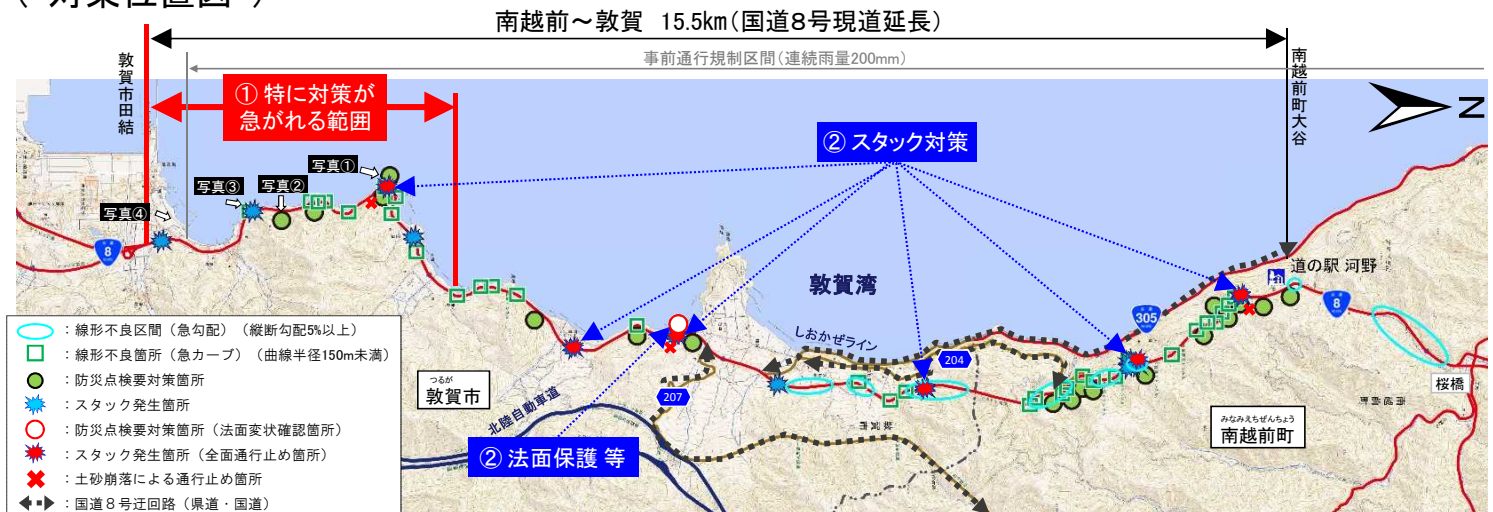 ( 対策位置図 )
南越前～敦賀 15.5km(国道８号現道延長)
事前通行規制区間(連続雨量200mm)
敦賀市田結
南越前町大谷
① 特に対策が
急がれる範囲
② スタック対策
N
写真①
写真②
写真③
写真④
8
敦賀湾
道の駅 河野
305
8
しおかぜライン
204
207
桜橋
つるが
敦賀市
北陸自動車道
みなみえちぜんちょう
南越前町
② 法面保護 等
：線形不良区間（急勾配）（縦断勾配5%以上）
：線形不良箇所（急カーブ）（曲線半径150m未満）
：防災点検要対策箇所
：スタック発生箇所
：防災点検要対策箇所（法面変状確認箇所）
：スタック発生箇所（全面通行止め箇所）
：土砂崩落による通行止め箇所
：国道８号迂回路（県道・国道）